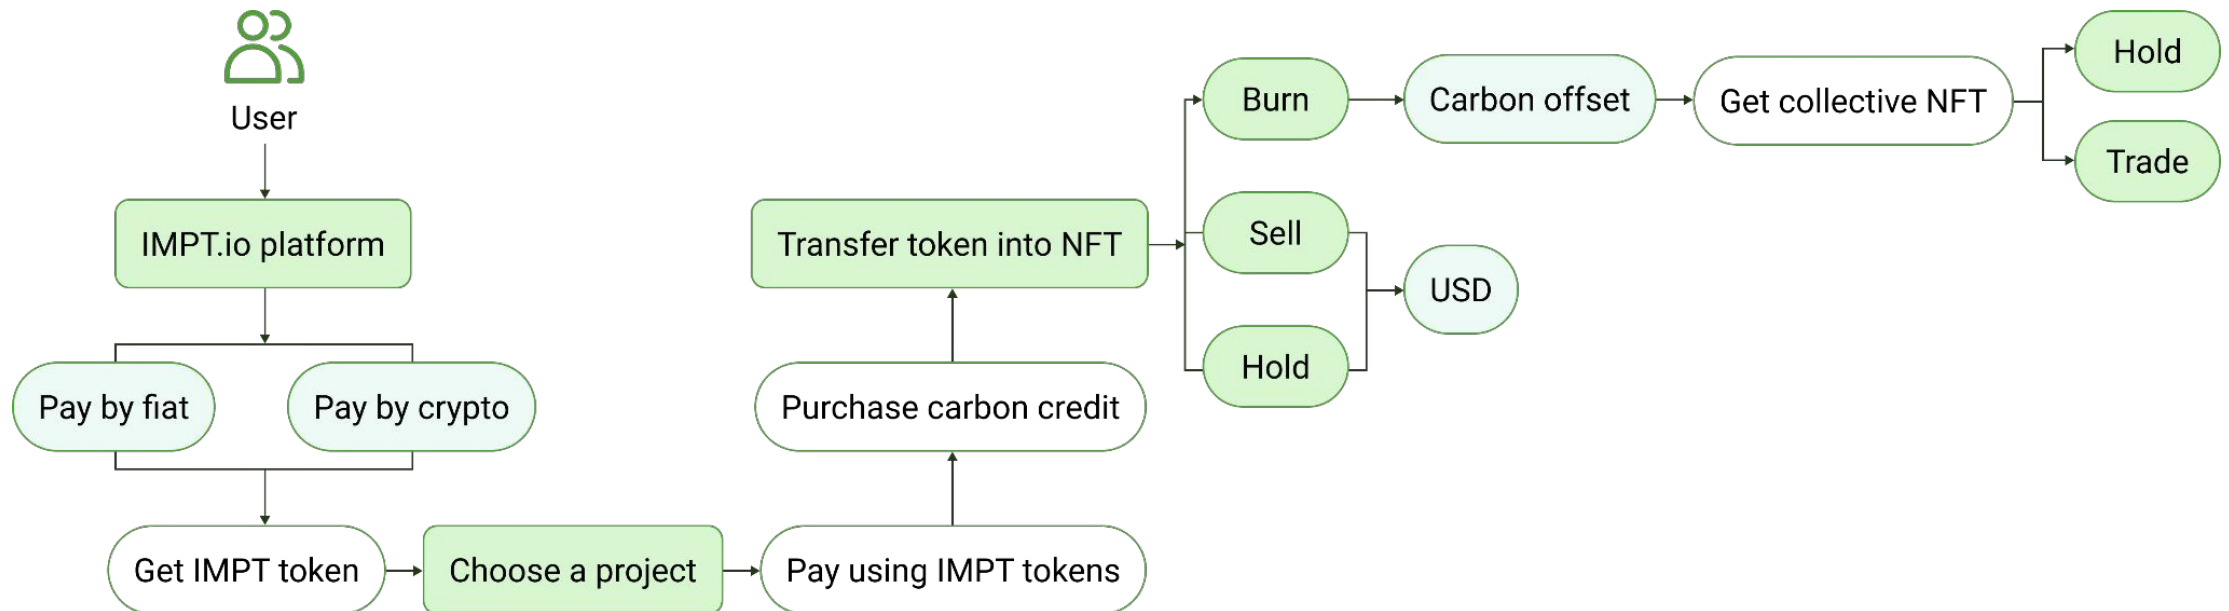 User
IMPT.io platform
Pay by fiat
Pay by crypto
Get IMPT token
Choose a project
Pay using IMPT tokens
Purchase carbon credit
Transfer token into NFT
Burn
Carbon offset
Get collective NFT
Hold
Trade
Sell
Hold
USD